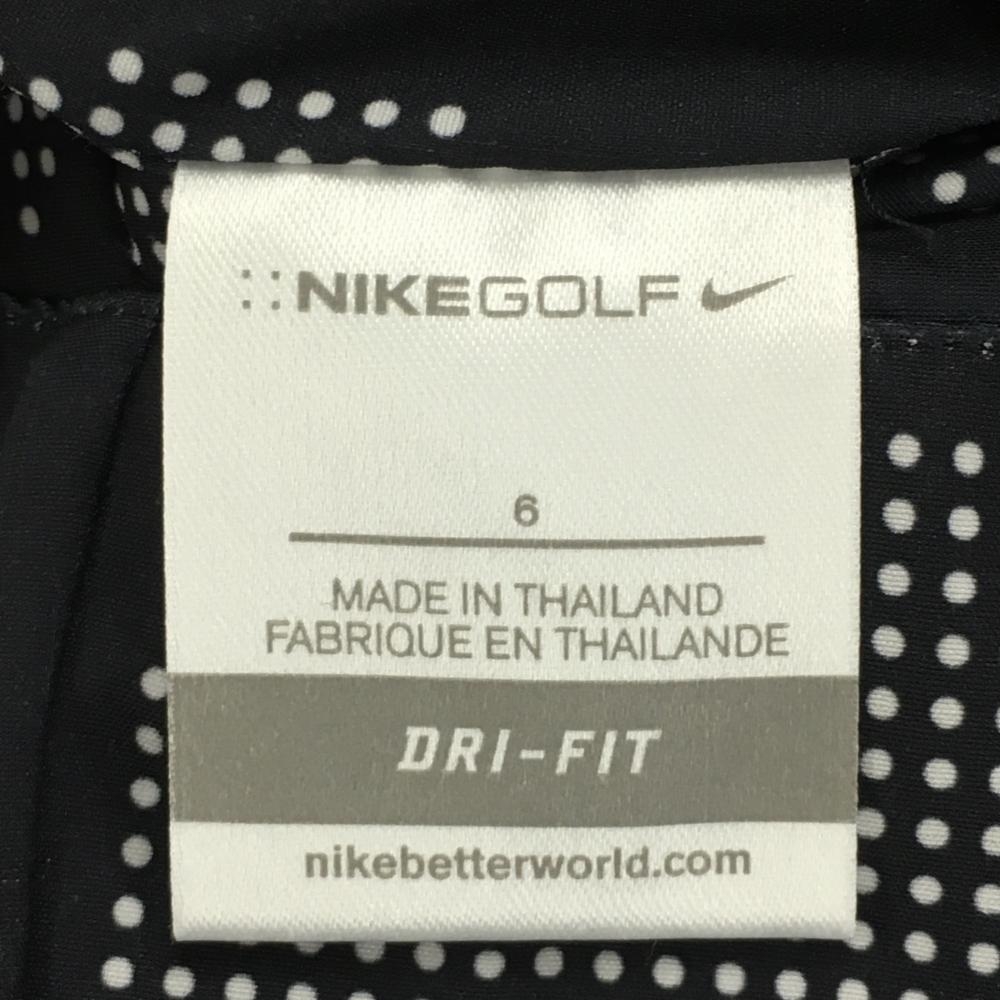 NIKEGOLF
6
MADE IN THAILAND
FABRIQUE EN THAILANDE
DRI-FIT
nikebetterworld.com